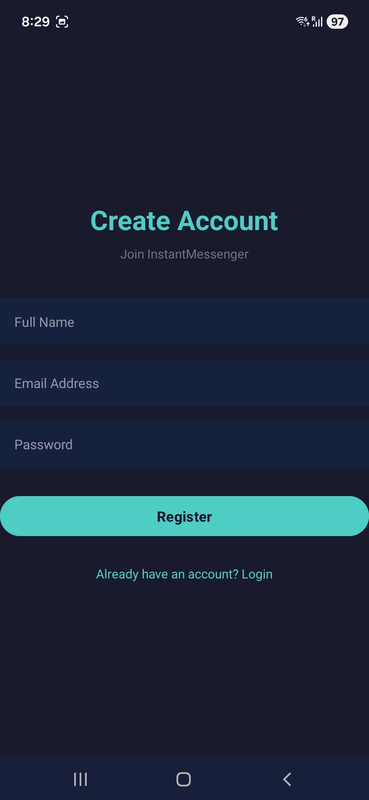 8:29
R
97
Create Account
Join InstantMessenger
Full Name
Email Address
Password
Register
Already have an account? Login